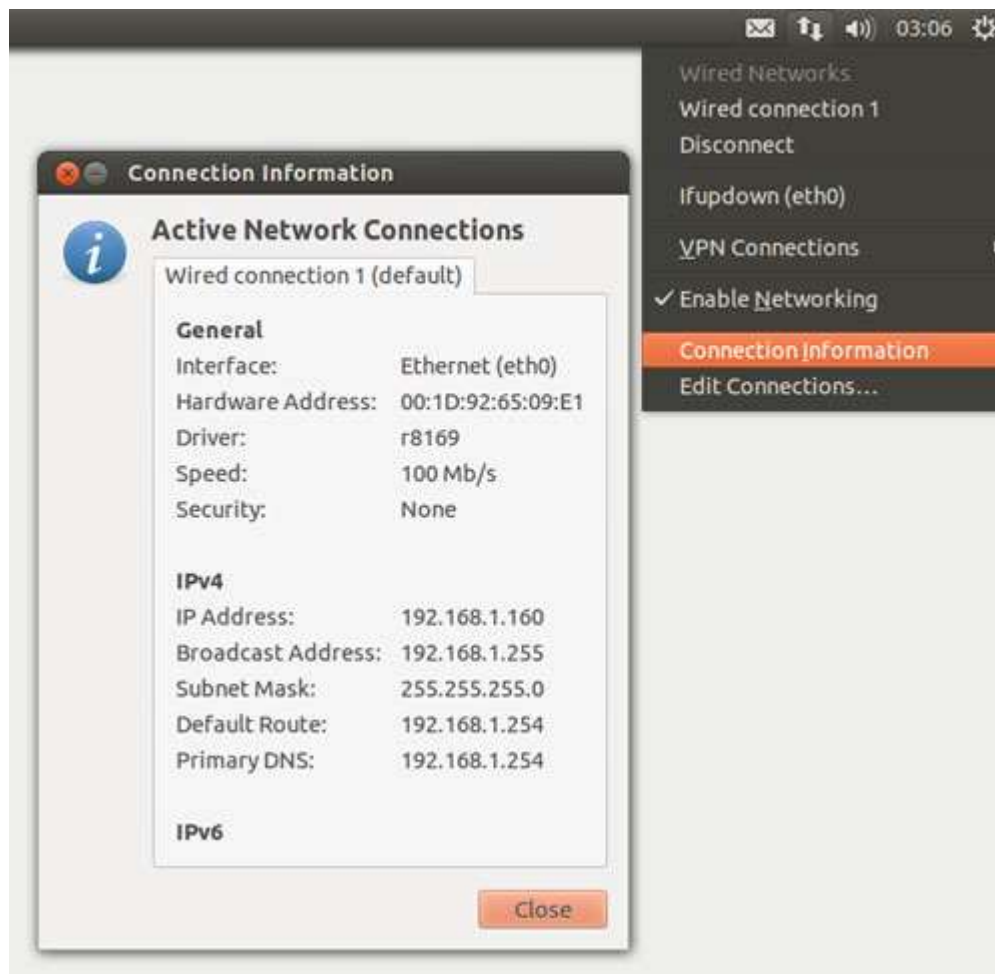 03:06
Wired Networks
Wired connection 1
Disconnect
Ifupdown (eth0)
VPN Connections
✓ Enable Networking
Connection Information
Edit Connections...
Connection Information
Active Network Connections
Wired connection 1 (default)
General
Interface: Ethernet (eth0)
Hardware Address: 00:1D:92:65:09:E1
Driver: r8169
Speed: 100 Mb/s
Security: None
IPv4
IP Address: 192.168.1.160
Broadcast Address: 192.168.1.255
Subnet Mask: 255.255.255.0
Default Route: 192.168.1.254
Primary DNS: 192.168.1.254
IPv6
Close